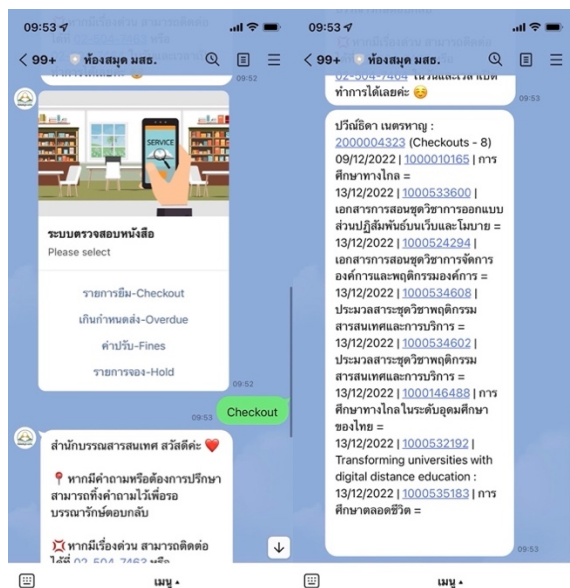 09:53
99+ ห้องสมุด มสธ.
09:52
SERVICE
ระบบตรวจสอบหนังสือ
Please select
รายการยืม-Checkout
เกินกำหนดส่ง-Overdue
ค่าปรับ-Fines
รายการจอง-Hold
09:52
09:53
Checkout
สำนักบรรณสารสนเทศ สวัสดีค่ะ ❤️
📍 หากมีคำถามหรือต้องการปรึกษา
สามารถทิ้งคำถามไว้เพื่อรอ
บรรณารักษ์ตอบกลับ
💢 หากมีเรื่องด่วน สามารถติดต่อ
ได้ที่ 02-504-7463 หรือ
เมนู
09:53
99+ ห้องสมุด มสธ.
02-504-7464 ในวันและเวลาเปิด
ทำการได้เลยค่ะ 😊
09:53
ปวีณ์ธิดา เนตรหาญ :
2000004323 (Checkouts - 8)
09/12/2022 | 1000010165 | การ
ศึกษาทางไกล =
13/12/2022 | 1000533600 |
เอกสารการสอนชุดวิชาการออกแบบ
ส่วนปฏิสัมพันธ์บนเว็บและโมบาย =
13/12/2022 | 1000524294 |
เอกสารการสอนชุดวิชาการจัดการ
องค์การและพฤติกรรมองค์การ =
13/12/2022 | 1000534608 |
ประมวลสาระชุดวิชาพฤติกรรม
สารสนเทศและการบริการ =
13/12/2022 | 1000534602 |
ประมวลสาระชุดวิชาพฤติกรรม
สารสนเทศและการบริการ =
13/12/2022 | 1000146488 | การ
ศึกษาทางไกลในระดับอุดมศึกษา
ของไทย =
13/12/2022 | 1000532192 |
Transforming universities with
digital distance education :
13/12/2022 | 1000535183 | การ
ศึกษาตลอดชีวิต =
09:53
เมนู